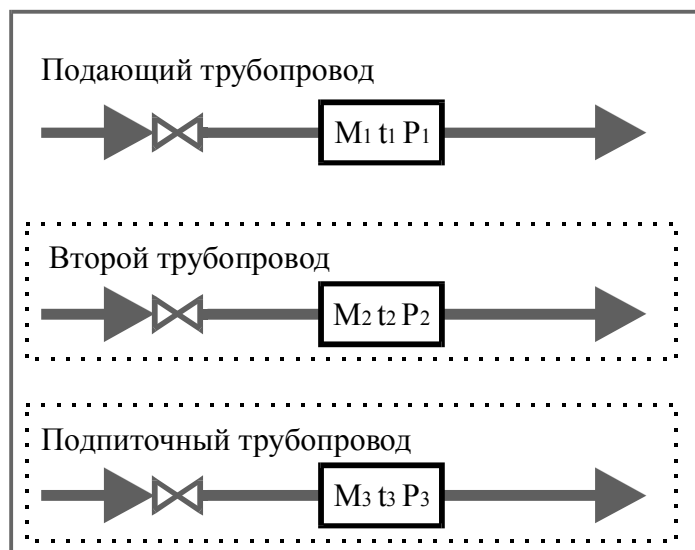 Подающий трубопровод
M1 t1 P1
Второй трубопровод
M2 t2 P2
Подпиточный трубопровод
M3 t3 P3